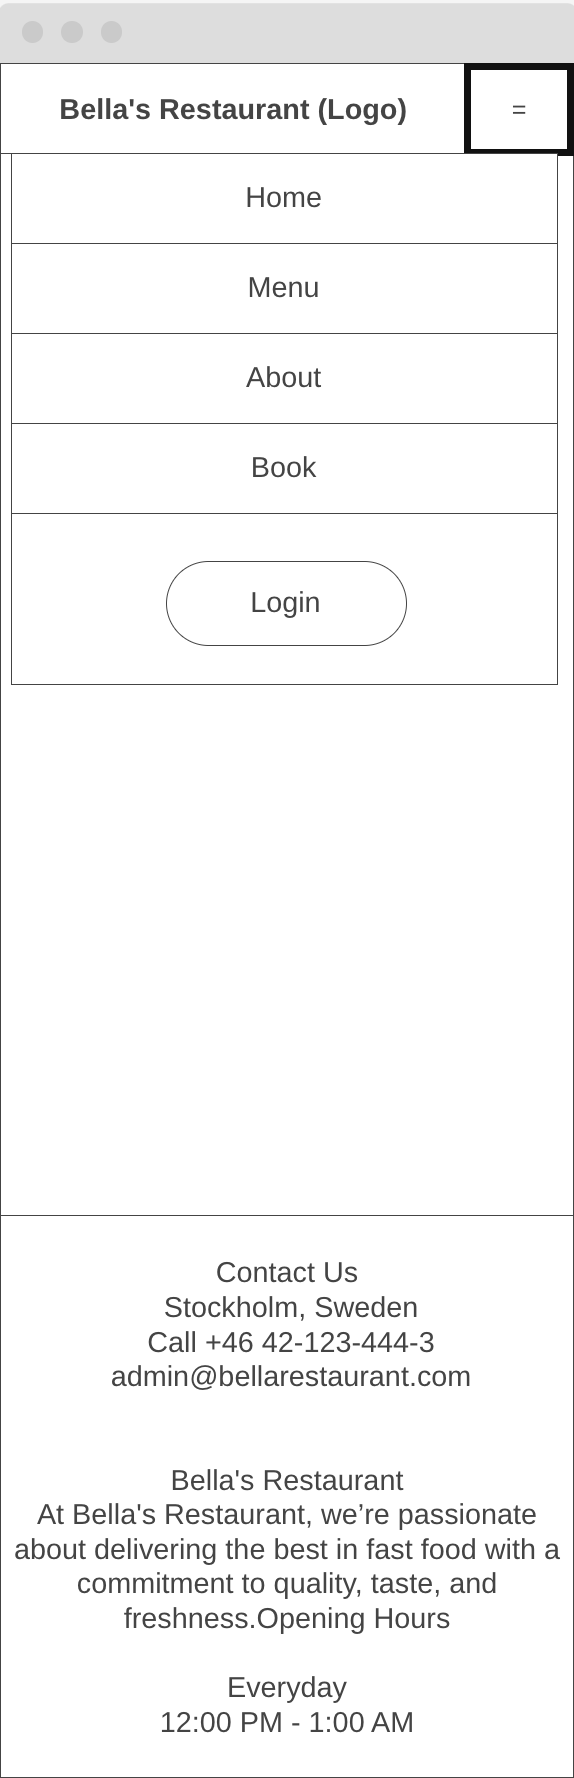 Bella's Restaurant (Logo)
=
Home
Menu
About
Book
Login
Contact Us
Stockholm, Sweden
Call +46 42-123-444-3
admin@bellarestaurant.com
Bella's Restaurant
At Bella's Restaurant, we’re passionate
about delivering the best in fast food with a
commitment to quality, taste, and
freshness.Opening Hours
Everyday
12:00 PM - 1:00 AM